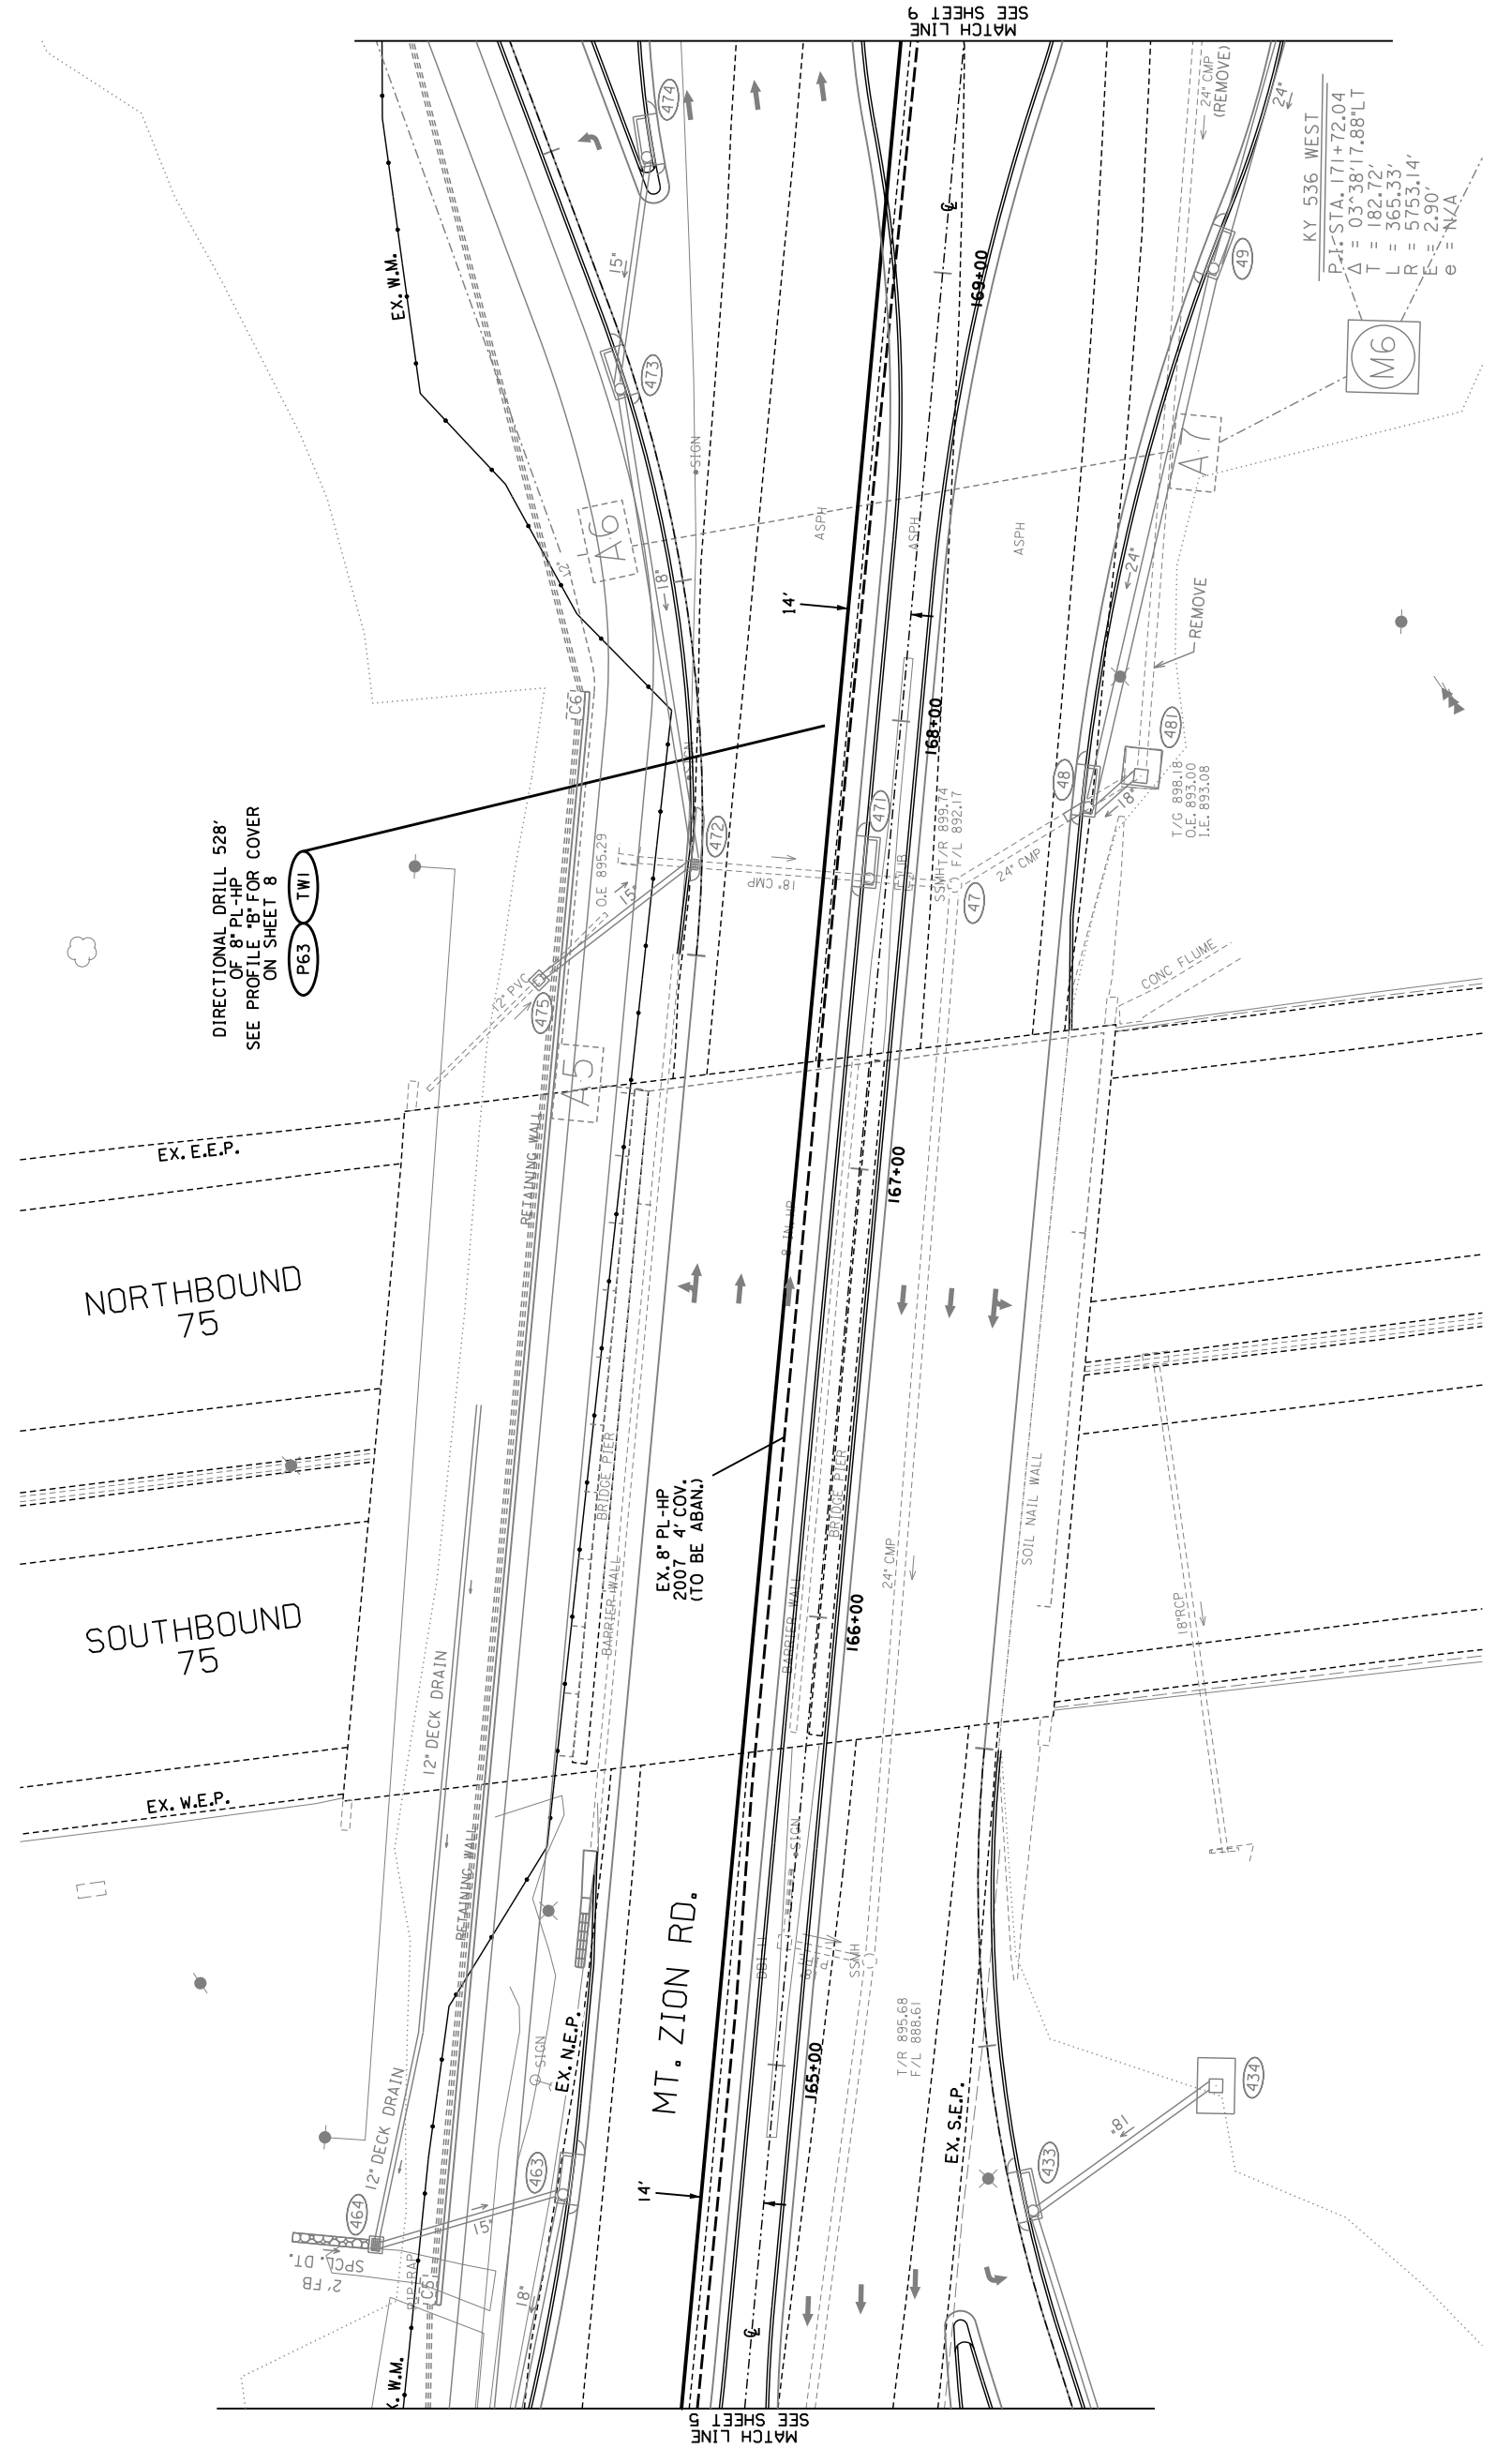 MATCH LINE
SEE SHEET 9
474
EX. W.M.
15"
473
24" CMP
(REMOVE)
24"
KY 536 WEST
P.I. STA. 171+72.04
Δ = 03^38'17.88"LT
T = 182.72'
L = 365.33'
R = 5753.14'
E = 2.90'
e = N/A
49
M6
℄
169+00
SIGN
A6
A7
12"
18"
ASPH
ASPH
ASPH
14'
24"
REMOVE
C6
168+00
481
48
18"
T/G 898.18
O.E. 893.00
I.E. 893.08
DIRECTIONAL DRILL 528'
OF 8" PL-HP
SEE PROFILE "B" FOR COVER
ON SHEET 8
P63
TW1
472
471
O.E 895.29
15"
18" CMP
SSMH
T/R 899.74
F/L 892.17
24" CMP
47
12" PVC
475
A5
CONC FLUME
EX. E.E.P.
RETAINING WALL
167+00
8 IN HP
NORTHBOUND
75
EX. 8" PL-HP
2007 4' COV.
(TO BE ABAN.)
BRIDGE PIER
BRIDGE PIER
SOIL NAIL WALL
24" CMP
BARRIER WALL
BARRIER WALL
166+00
18"RCP
SOUTHBOUND
75
12" DECK DRAIN
EX. W.E.P.
RETAINING WALL
SIGN
MT. ZION RD.
SSMH
T/R 895.68
F/L 888.61
SIGN
EX. N.E.P.
165+00
EX. S.E.P.
434
18"
433
12" DECK DRAIN
463
464
14'
15"
SPCL. DT.
2' FB
RIP RAP
C5
18"
℄
W.M.
MATCH LINE
SEE SHEET 5